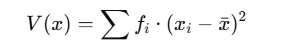 V(x) = ∑ fᵢ · (xᵢ − x̄)²